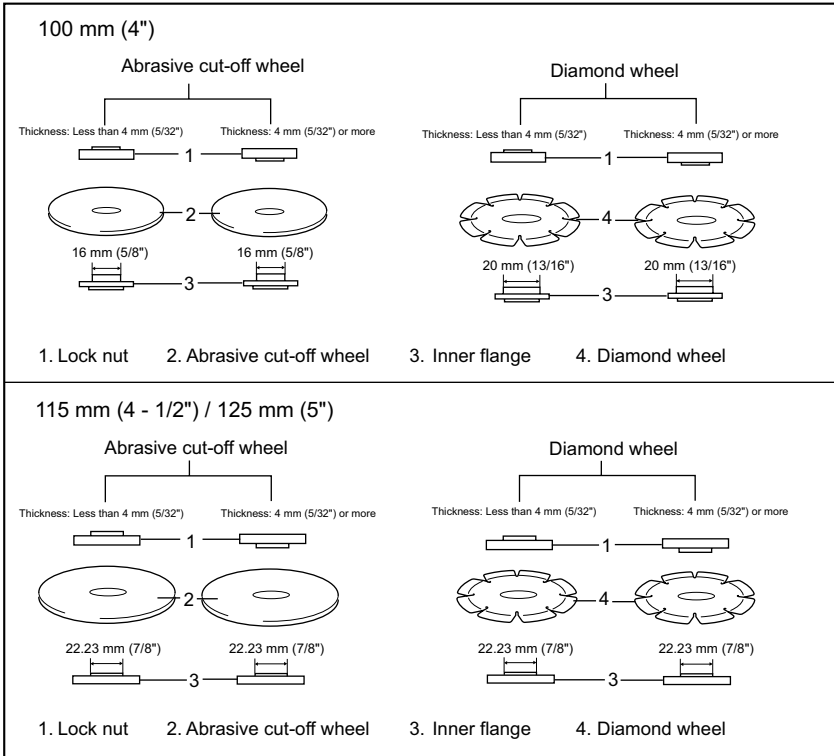 100 mm (4")
Abrasive cut-off wheel
Diamond wheel
Thickness: Less than 4 mm (5/32")
Thickness: 4 mm (5/32") or more
Thickness: Less than 4 mm (5/32")
Thickness: 4 mm (5/32") or more
1
1
2
4
16 mm (5/8")
16 mm (5/8")
20 mm (13/16")
20 mm (13/16")
3
3
1. Lock nut
2. Abrasive cut-off wheel
3. Inner flange
4. Diamond wheel
115 mm (4 - 1/2") / 125 mm (5")
Abrasive cut-off wheel
Diamond wheel
Thickness: Less than 4 mm (5/32")
Thickness: 4 mm (5/32") or more
Thickness: Less than 4 mm (5/32")
Thickness: 4 mm (5/32") or more
1
1
2
4
22.23 mm (7/8")
22.23 mm (7/8")
22.23 mm (7/8")
22.23 mm (7/8")
3
3
1. Lock nut
2. Abrasive cut-off wheel
3. Inner flange
4. Diamond wheel